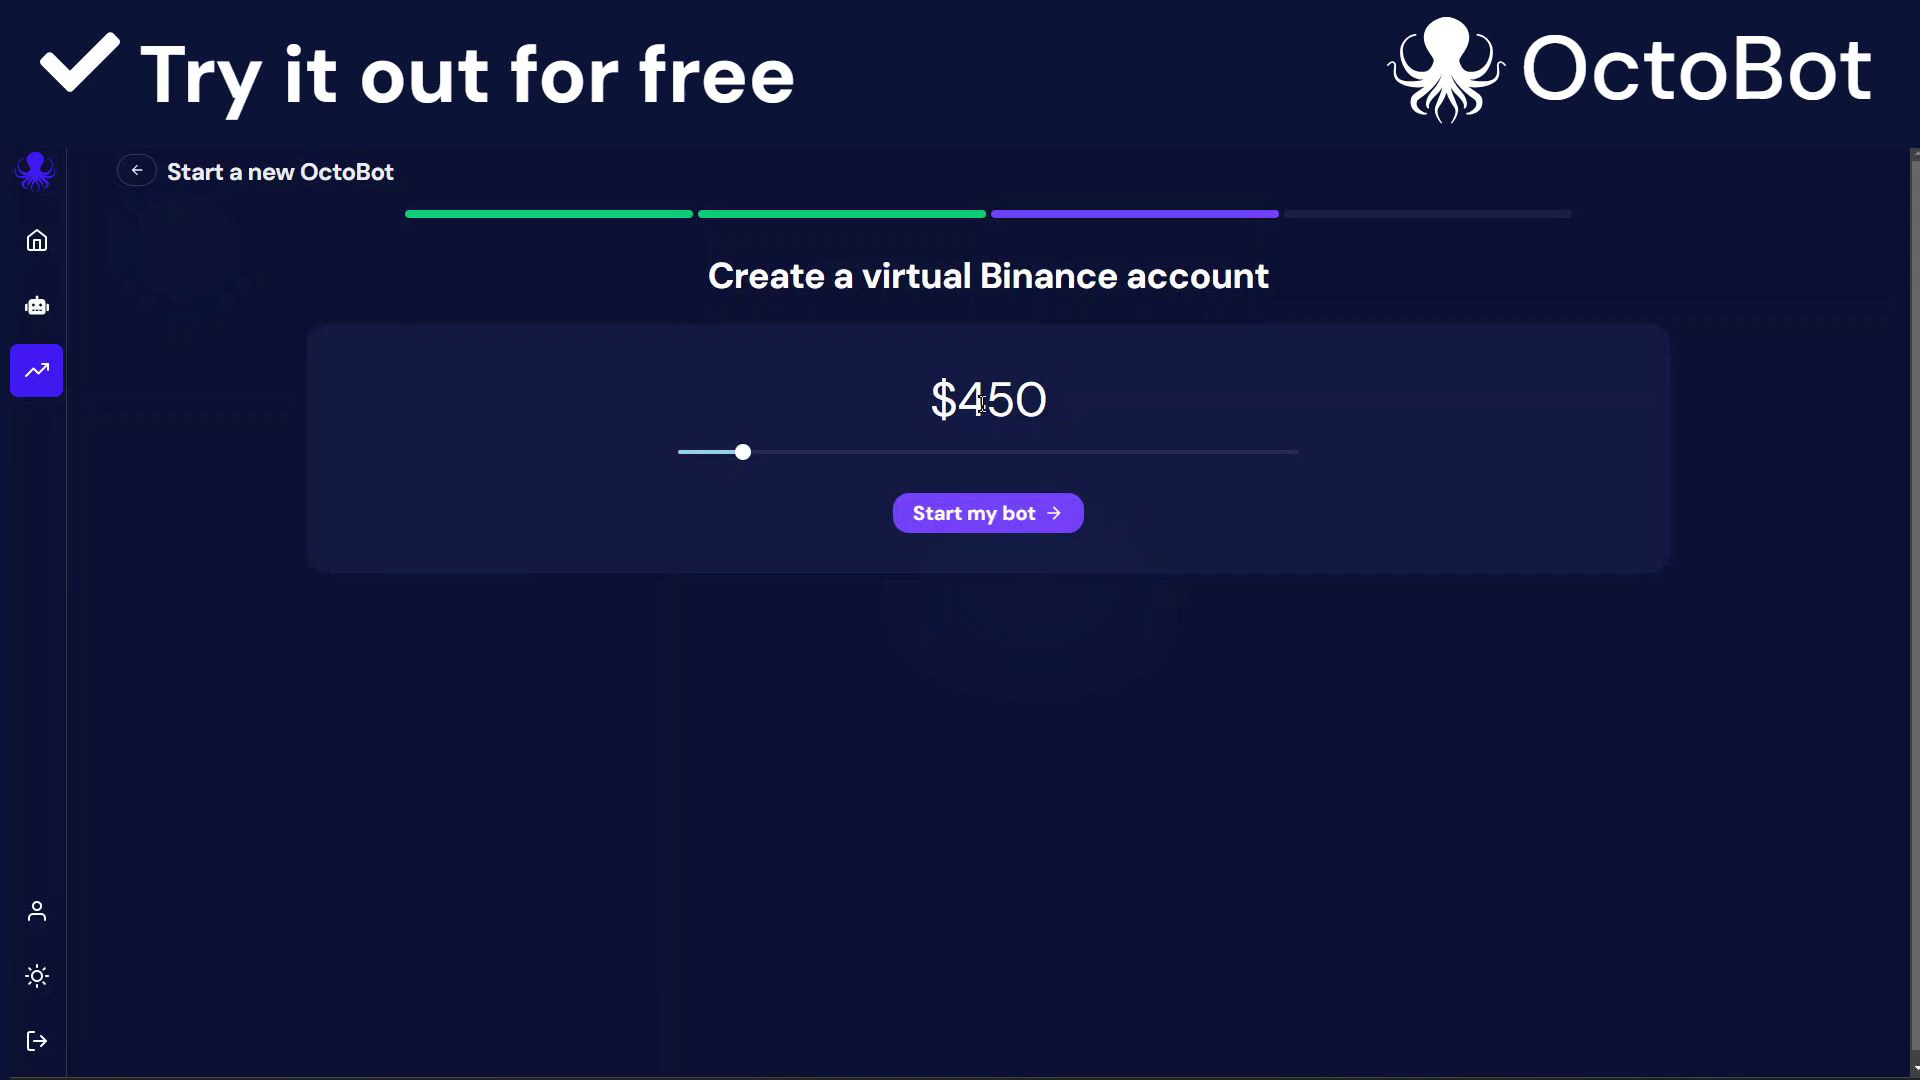 Try it out for free
OctoBot
Start a new OctoBot
Create a virtual Binance account
$450
Start my bot